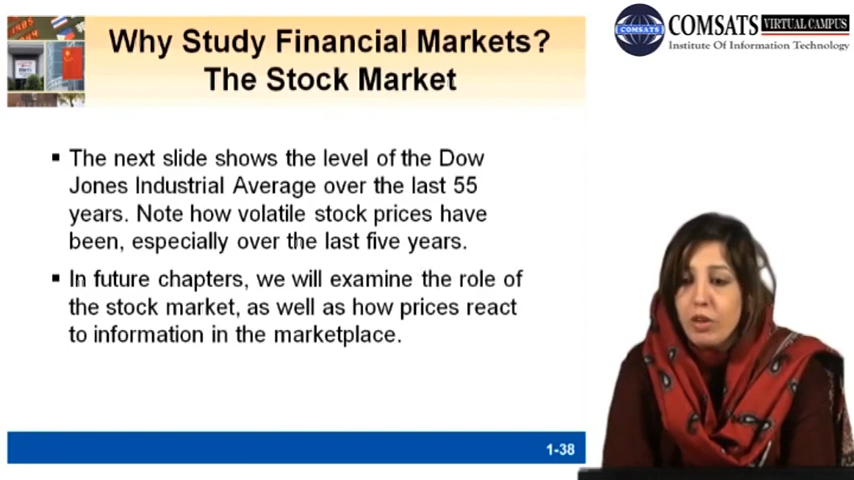 Why Study Financial Markets?
The Stock Market
COMSATS VIRTUAL CAMPUS
Institute Of Information Technology
COMSATS
▪ The next slide shows the level of the Dow
Jones Industrial Average over the last 55
years. Note how volatile stock prices have
been, especially over the last five years.
▪ In future chapters, we will examine the role of
the stock market, as well as how prices react
to information in the marketplace.
1-38